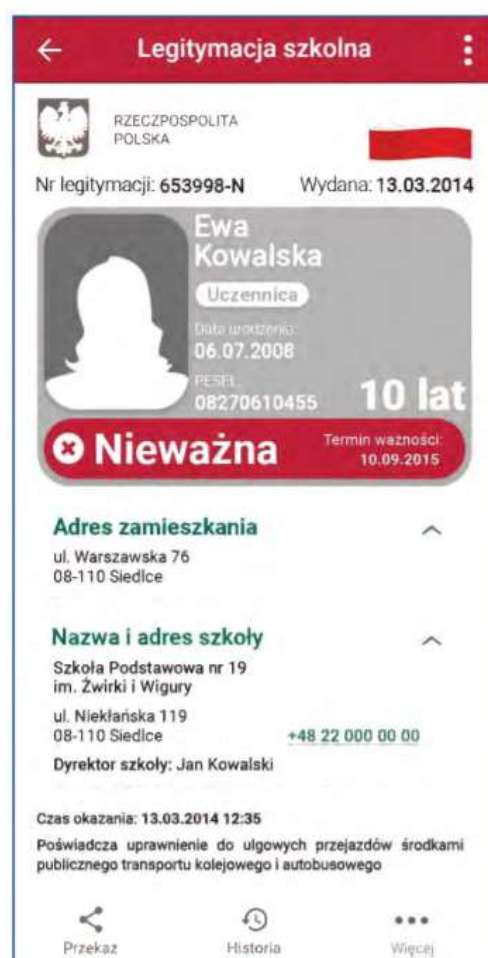 Legitymacja szkolna
RZECZPOSPOLITA
POLSKA
Nr legitymacji: 653998-N Wydana: 13.03.2014
Ewa
Kowalska
Uczennica
Data urodzenia:
06.07.2008
PESEL:
08270610455
10 lat
Nieważna
Termin ważności:
10.09.2015
Adres zamieszkania
ul. Warszawska 76
08-110 Siedlce
Nazwa i adres szkoły
Szkoła Podstawowa nr 19
im. Żwirki i Wigury
ul. Niekłańska 119
08-110 Siedlce +48 22 000 00 00
Dyrektor szkoły: Jan Kowalski
Czas okazania: 13.03.2014 12:35
Poświadcza uprawnienie do ulgowych przejazdów środkami
publicznego transportu kolejowego i autobusowego
Przekaz Historia Więcej